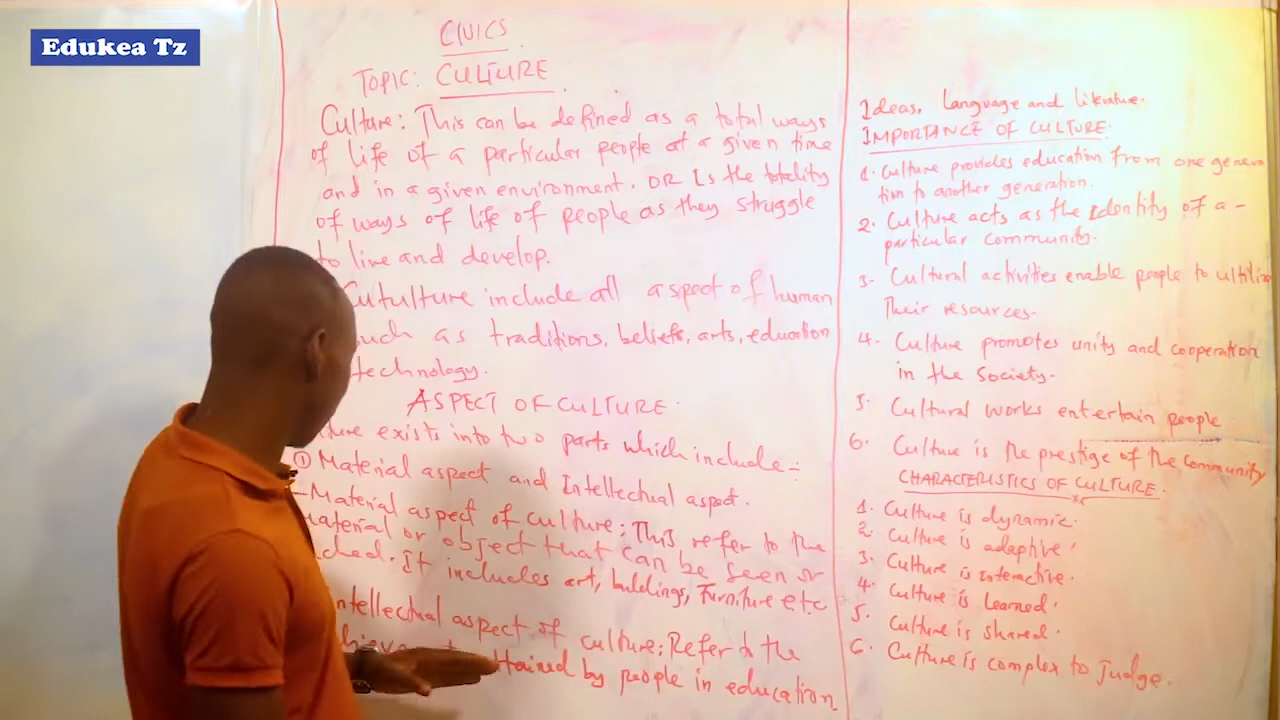 Edukea Tz
CIVICS
TOPIC: CULTURE
Culture: This can be defined as a total ways
of life of a particular people at a given time
and in a given environment. OR Is the totality
of ways of life of people as they struggle
to live and develop.
Cutulture include all aspect of human
such as traditions, beliefs, arts, education
technology.
ASPECT OF CULTURE
exists into two parts which include:-
① Material aspect and Intellectual aspect.
- Material aspect of culture: This refer to the
material or object that can be seen or
It includes art, buildings, Furniture etc
Intellectual aspect of culture: Refer to the
by people in education
Ideas, language and literature.
IMPORTANCE OF CULTURE.
1. Culture provides education from one genera
tion to another generation.
2. Culture acts as the Identity of a -
particular community.
3. Cultural activities enable people to ultilize
Their resources.
4. Culture promotes unity and cooperation
in the Society.
5. Cultural works entertain people
6. Culture is the prestige of the community
CHARACTERISTICS OF CULTURE.
1. Culture is dynamic.
2. Culture is adaptive.
3. Culture is interactive.
4. Culture is learned.
5. Culture is shared.
6. Culture is complex to judge.